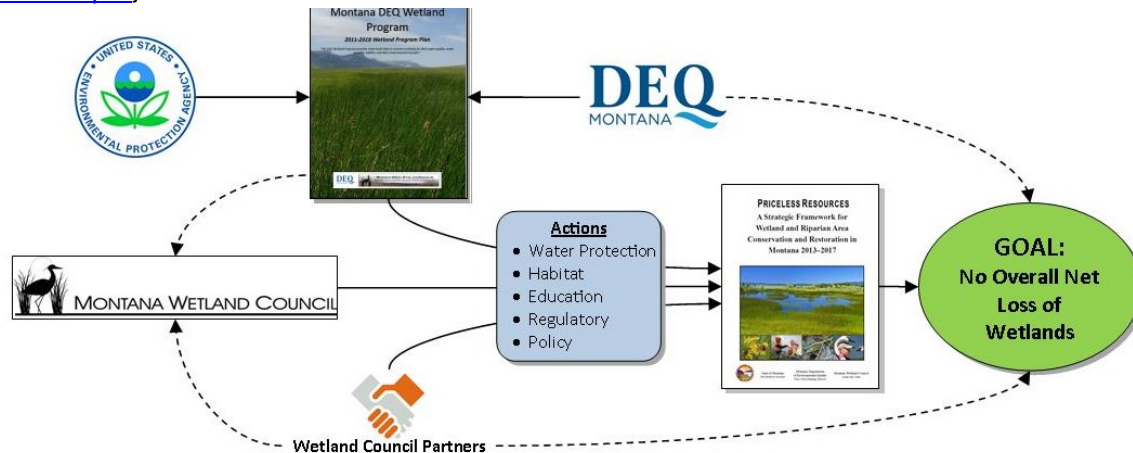 Montana DEQ Wetland
Program
2011-2016 Wetland Program Plan
UNITED STATES
ENVIRONMENTAL PROTECTION AGENCY
DEQ
MONTANA
DEQ
PRICELESS RESOURCES
A Strategic Framework for
Wetland and Riparian Area
Conservation and Restoration in
Montana 2013–2017
Actions
• Water Protection
• Habitat
• Education
• Regulatory
• Policy
GOAL:
No Overall Net
Loss of
Wetlands
MONTANA WETLAND COUNCIL
Wetland Council Partners